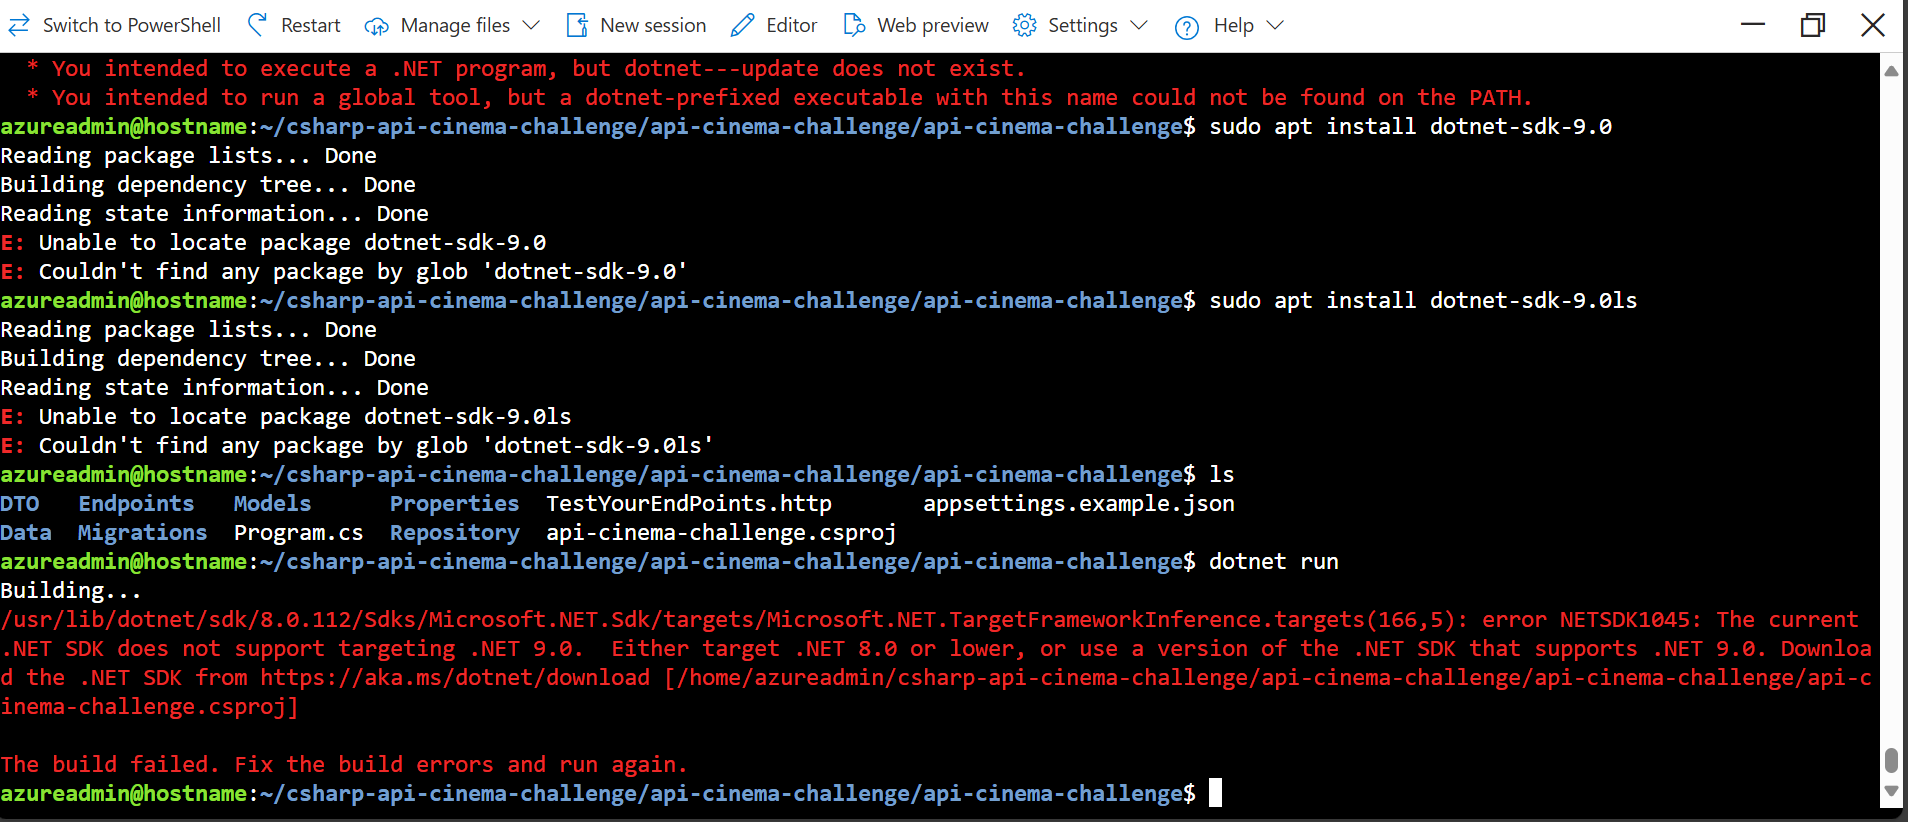 Switch to PowerShell Restart Manage files New session Editor Web preview Settings Help
* You intended to execute a .NET program, but dotnet---update does not exist.
* You intended to run a global tool, but a dotnet-prefixed executable with this name could not be found on the PATH.
azureadmin@hostname:~/csharp-api-cinema-challenge/api-cinema-challenge/api-cinema-challenge$ sudo apt install dotnet-sdk-9.0
Reading package lists... Done
Building dependency tree... Done
Reading state information... Done
E: Unable to locate package dotnet-sdk-9.0
E: Couldn't find any package by glob 'dotnet-sdk-9.0'
azureadmin@hostname:~/csharp-api-cinema-challenge/api-cinema-challenge/api-cinema-challenge$ sudo apt install dotnet-sdk-9.0ls
Reading package lists... Done
Building dependency tree... Done
Reading state information... Done
E: Unable to locate package dotnet-sdk-9.0ls
E: Couldn't find any package by glob 'dotnet-sdk-9.0ls'
azureadmin@hostname:~/csharp-api-cinema-challenge/api-cinema-challenge/api-cinema-challenge$ ls
DTO Endpoints Models Properties TestYourEndPoints.http appsettings.example.json
Data Migrations Program.cs Repository api-cinema-challenge.csproj
azureadmin@hostname:~/csharp-api-cinema-challenge/api-cinema-challenge/api-cinema-challenge$ dotnet run
Building...
/usr/lib/dotnet/sdk/8.0.112/Sdks/Microsoft.NET.Sdk/targets/Microsoft.NET.TargetFrameworkInference.targets(166,5): error NETSDK1045: The current
.NET SDK does not support targeting .NET 9.0.  Either target .NET 8.0 or lower, or use a version of the .NET SDK that supports .NET 9.0. Downloa
d the .NET SDK from https://aka.ms/dotnet/download [/home/azureadmin/csharp-api-cinema-challenge/api-cinema-challenge/api-cinema-challenge/api-c
inema-challenge.csproj]
The build failed. Fix the build errors and run again.
azureadmin@hostname:~/csharp-api-cinema-challenge/api-cinema-challenge/api-cinema-challenge$